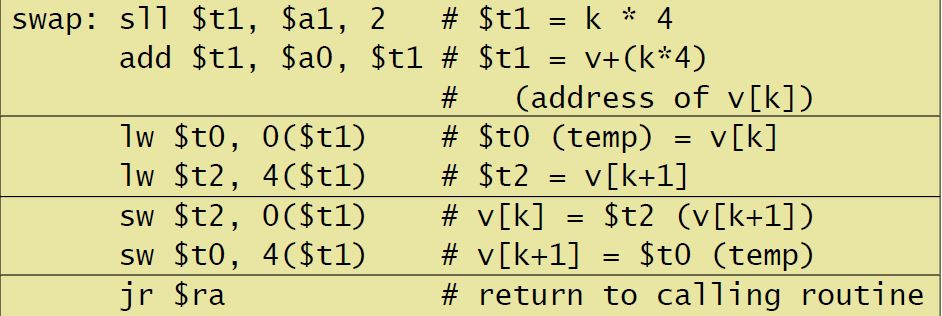 swap: sll $t1, $a1, 2 # $t1 = k * 4
add $t1, $a0, $t1 # $t1 = v+(k*4)
# (address of v[k])
lw $t0, 0($t1) # $t0 (temp) = v[k]
lw $t2, 4($t1) # $t2 = v[k+1]
sw $t2, 0($t1) # v[k] = $t2 (v[k+1])
sw $t0, 4($t1) # v[k+1] = $t0 (temp)
jr $ra # return to calling routine